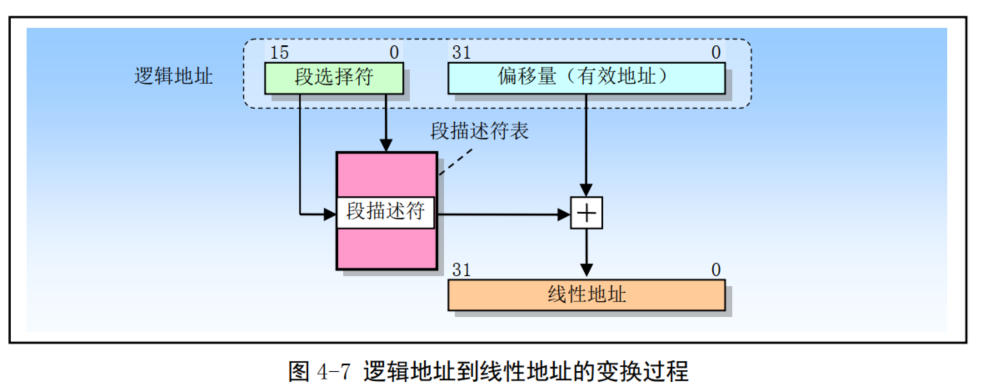 15 0 31 0
逻辑地址 段选择符 偏移量（有效地址）
段描述符表
段描述符 +
31 0
线性地址
图 4-7 逻辑地址到线性地址的变换过程